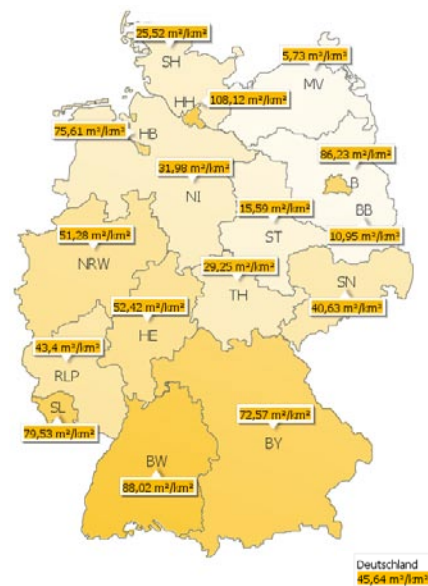 25,52 m²/km²
SH
5,73 m²/km²
MV
HH
108,12 m²/km²
75,61 m²/km²
HB
86,23 m²/km²
B
31,98 m²/km²
NI
15,59 m²/km²
BB
ST
10,95 m²/km²
51,28 m²/km²
NRW
29,25 m²/km²
TH
SN
52,42 m²/km²
40,63 m²/km²
HE
43,4 m²/km²
RLP
SL
72,57 m²/km²
79,53 m²/km²
BY
BW
88,02 m²/km²
Deutschland
45,64 m²/km²